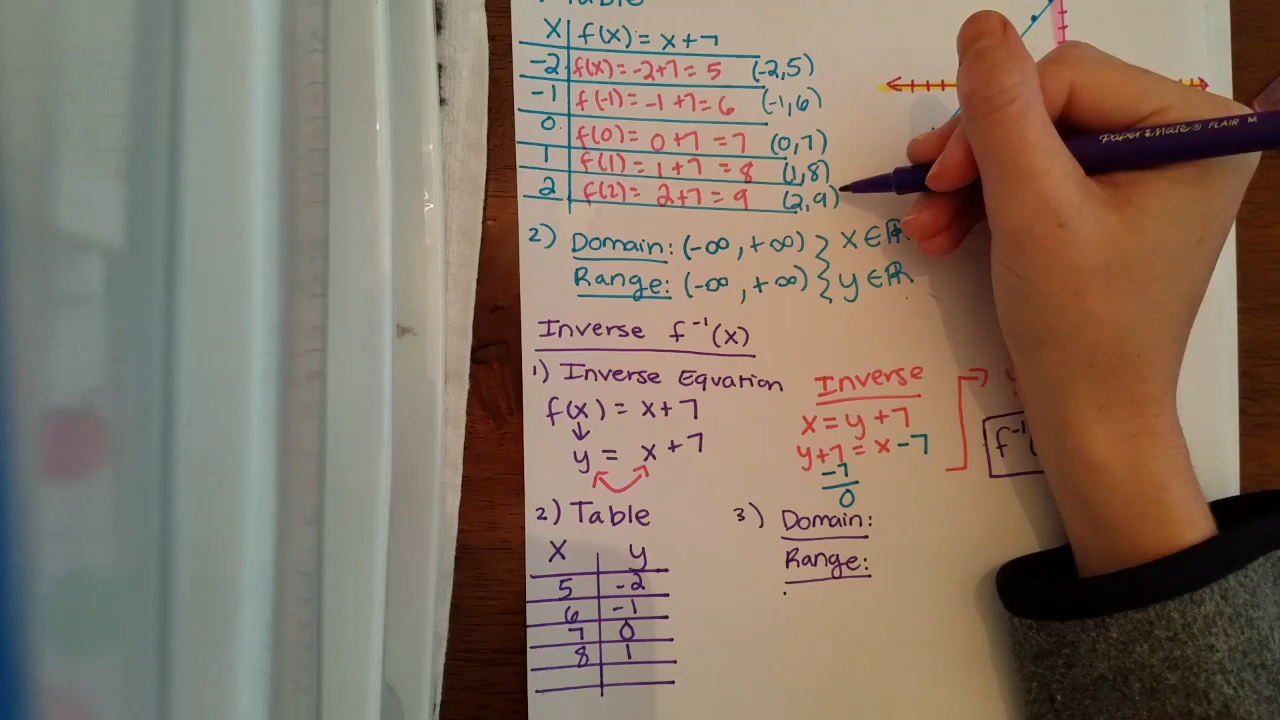 X f(x) = x+7
-2 f(x) = -2+7 = 5 (-2,5)
-1 f(-1) = -1 +7 = 6 (-1,6)
0 f(0) = 0 +7 = 7 (0,7)
1 f(1) = 1 +7 = 8 (1,8)
2 f(2) = 2+7 = 9 (2,9)
Paper Mate FLAIR M
2) Domain: (-∞, +∞) } x ∈ ℝ
Range: (-∞, +∞) } y ∈ ℝ
Inverse f⁻¹(x)
1) Inverse Equation
f(x) = x+7
↓
y = x+7
Inverse
x = y +7
y+7 = x -7
-7
0
f⁻¹(
2) Table
X y
5 -2
6 -1
7 0
8 1
3) Domain:
Range: